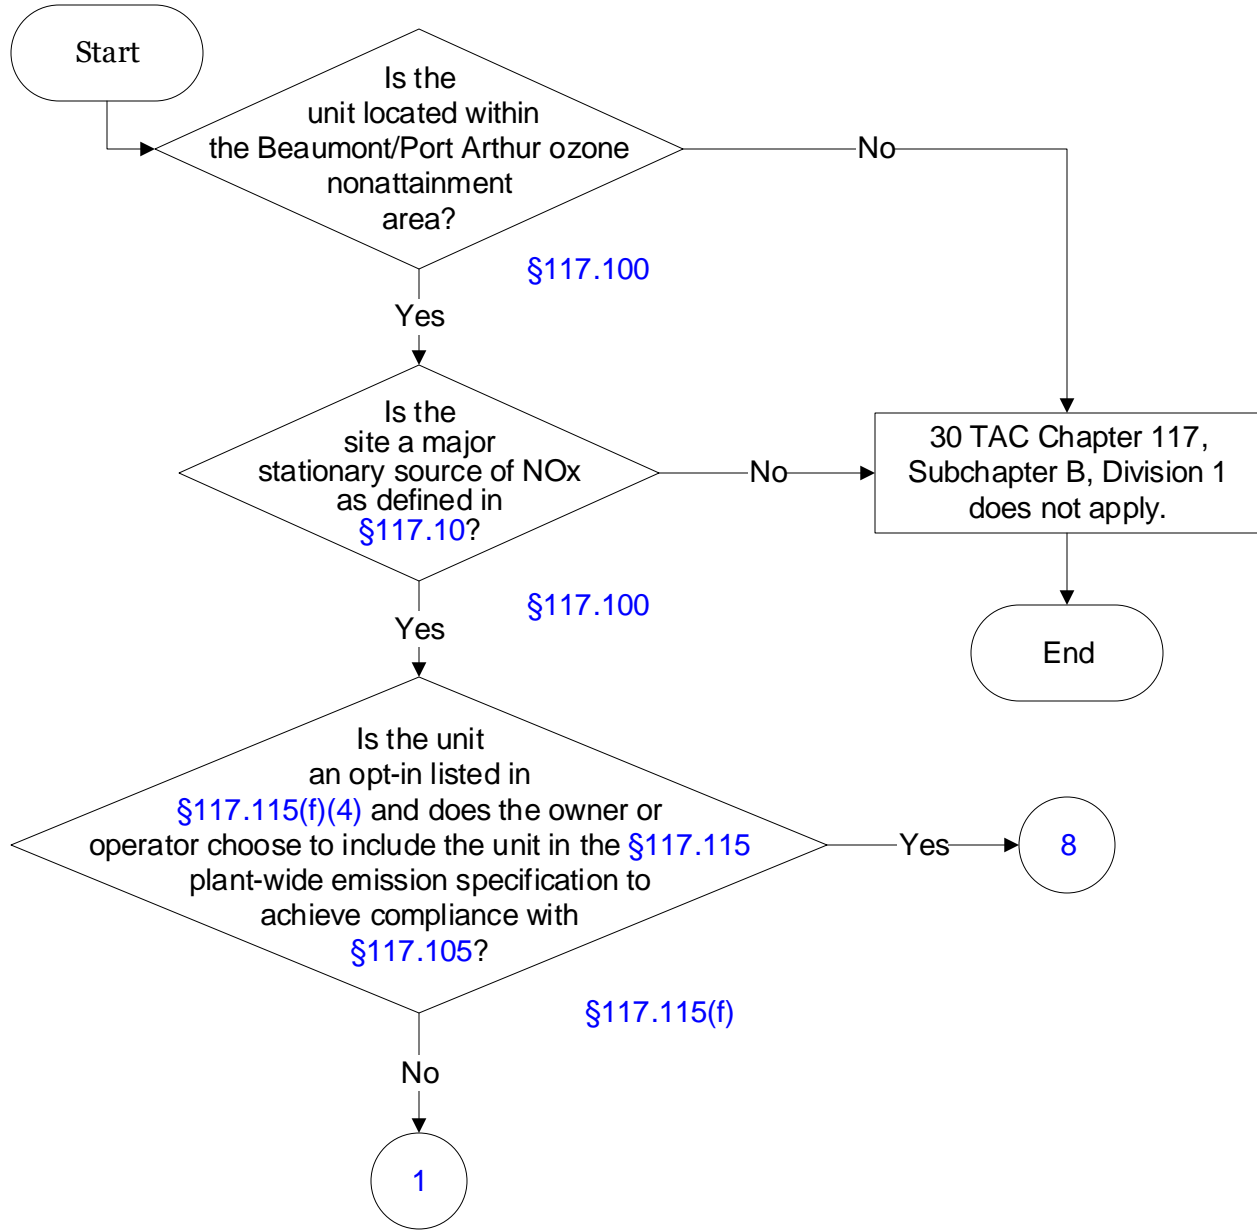 Start
Is the
unit located within
the Beaumont/Port Arthur ozone
nonattainment
area?
No
§117.100
Yes
Is the
site a major
stationary source of NOx
as defined in
§117.10?
No
30 TAC Chapter 117,
Subchapter B, Division 1
does not apply.
§117.100
Yes
End
Is the unit
an opt-in listed in
§117.115(f)(4) and does the owner or
operator choose to include the unit in the §117.115
plant-wide emission specification to
achieve compliance with
§117.105?
Yes
8
§117.115(f)
No
1